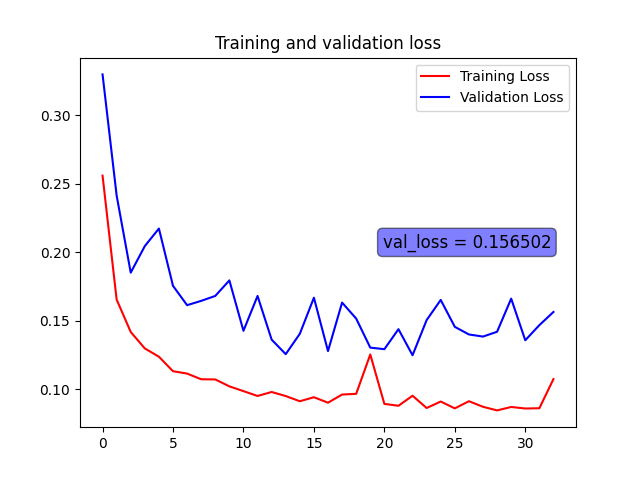 Training and validation loss
Training Loss
Validation Loss
val_loss = 0.156502
0.30
0.25
0.20
0.15
0.10
0 5 10 15 20 25 30